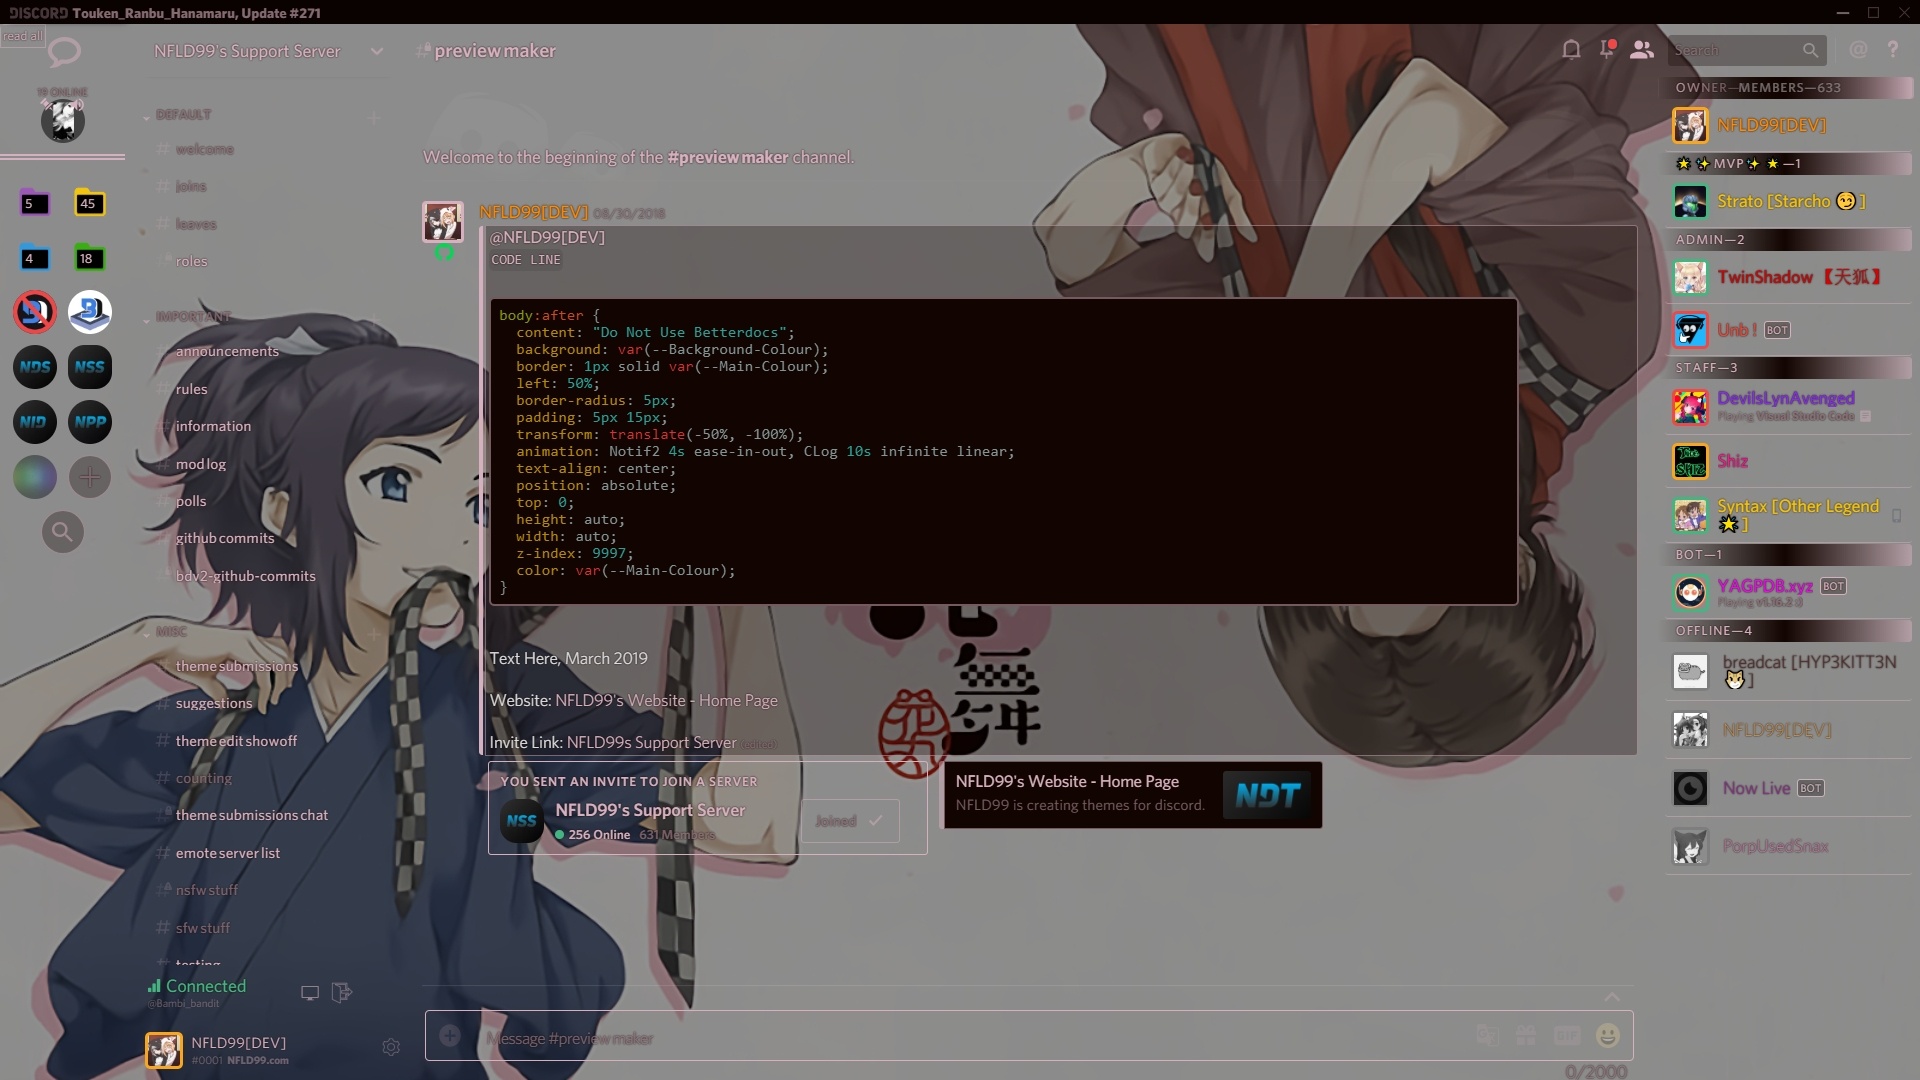 DISCORD Touken_Ranbu_Hanamaru, Update #271
read all
19 ONLINE
5
45
4
18
NDS
NSS
NID
NPP
NFLD99's Support Server
DEFAULT
welcome
joins
leaves
roles
IMPORTANT
announcements
rules
information
mod log
polls
github commits
bdv2-github-commits
MISC
theme submissions
suggestions
theme edit showoff
counting
theme submissions chat
emote server list
nsfw stuff
sfw stuff
testing
Connected
@Bambi_bandit
NFLD99[DEV]
#0001 NFLD99.com
#preview maker
Welcome to the beginning of the #preview maker channel.
NFLD99[DEV] 08/30/2018
@NFLD99[DEV]
CODE LINE
body:after {
content: "Do Not Use Betterdocs";
background: var(--Background-Colour);
border: 1px solid var(--Main-Colour);
left: 50%;
border-radius: 5px;
padding: 5px 15px;
transform: translate(-50%, -100%);
animation: Notif2 4s ease-in-out, CLog 10s infinite linear;
text-align: center;
position: absolute;
top: 0;
height: auto;
width: auto;
z-index: 9997;
color: var(--Main-Colour);
}
Text Here, March 2019
Website: NFLD99's Website - Home Page
Invite Link: NFLD99s Support Server (edited)
YOU SENT AN INVITE TO JOIN A SERVER
NSS
NFLD99's Support Server
256 Online 631 Members
Joined
NFLD99's Website - Home Page
NFLD99 is creating themes for discord.
NDT
Message #preview maker
GIF
0/2000
Search
@ ?
OWNER—MEMBERS—633
NFLD99[DEV]
🌟✨MVP✨⭐—1
Strato [Starcho 😏]
ADMIN—2
TwinShadow 【天狐】
Unb ! BOT
STAFF—3
DevilsLynAvenged
Playing Visual Studio Code
THE SHIZ
Shiz
Syntax [Other Legend
🌟]
BOT—1
YAGPDB.xyz BOT
Playing v1.16.2 :)
OFFLINE—4
breadcat [HYP3KITT3N
🐱]
NFLD99[DEV]
Now Live BOT
PorpUsedSnax